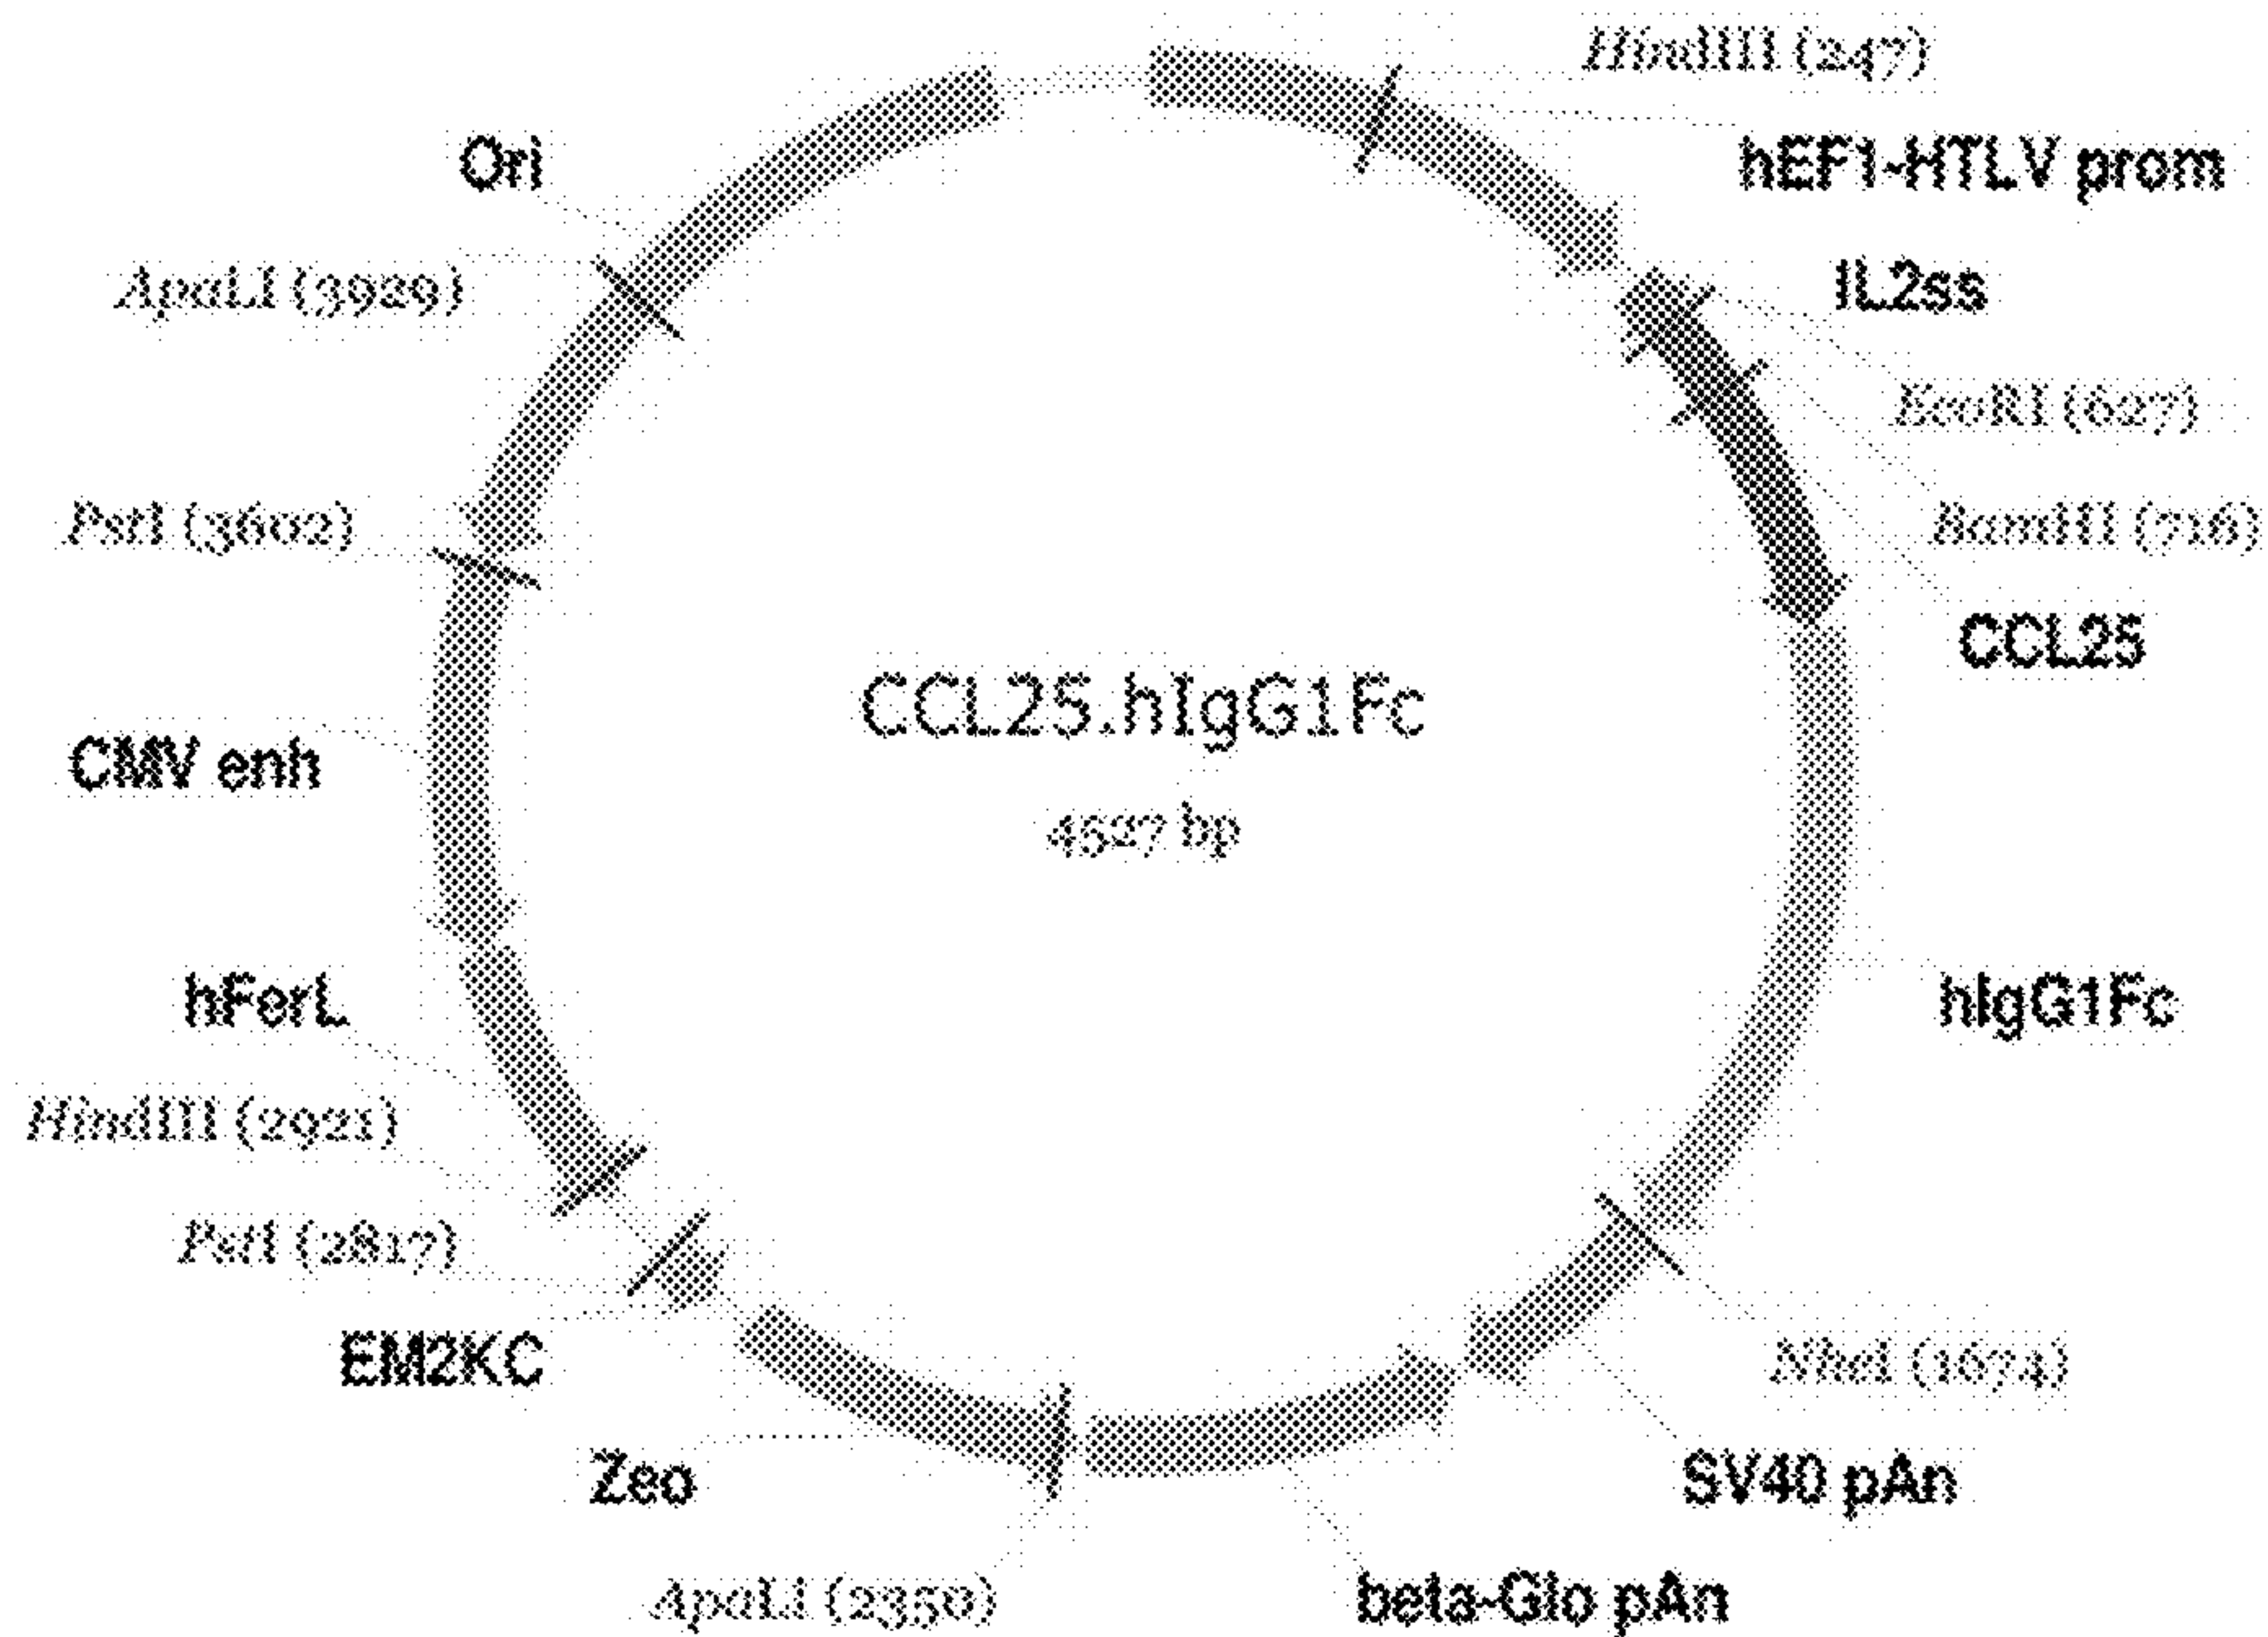 HindIII (247)
hEF1-HTLV prom
IL2ss
EcoRI (627)
BamHI (716)
CCL25
hIgG1Fc
NheI (1674)
SV40 pAn
beta-Glo pAn
ApaLI (2350)
Zeo
EM2KC
PstI (2817)
HindIII (2921)
hFerL
CMV enh
PstI (3602)
ApaLI (3929)
Ori
CCL25.hIgG1Fc
4527 bp